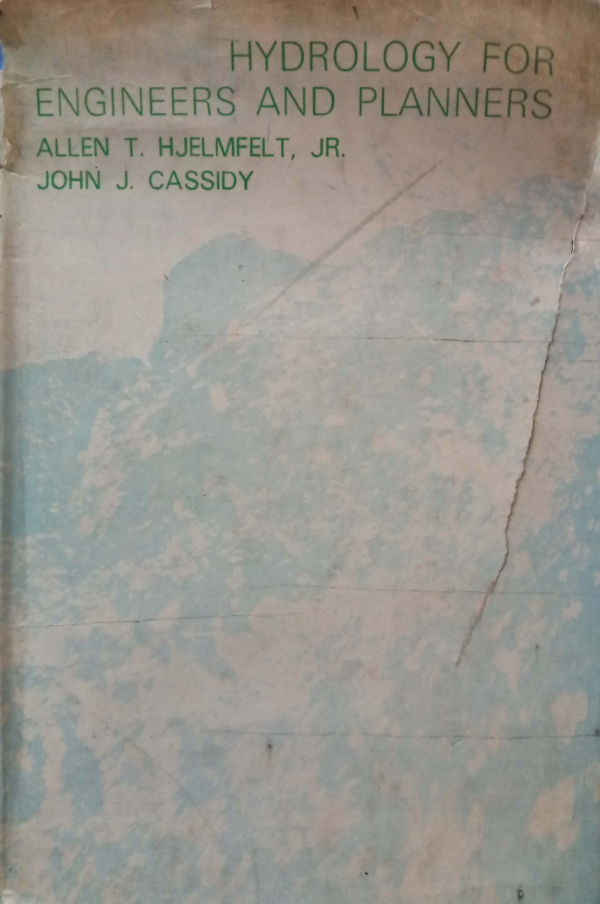 HYDROLOGY FOR
ENGINEERS AND PLANNERS
ALLEN T. HJELMFELT, JR.
JOHN J. CASSIDY